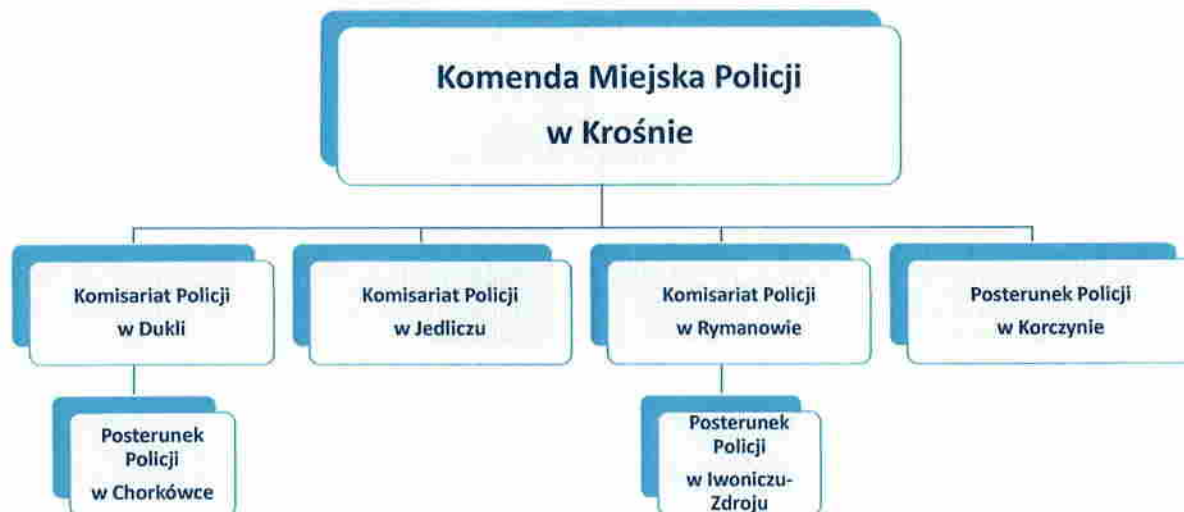 Komenda Miejska Policji
w Krośnie
Komisariat Policji
w Dukli
Komisariat Policji
w Jedliczu
Komisariat Policji
w Rymanowie
Posterunek Policji
w Korczynie
Posterunek
Policji
w Chorkówce
Posterunek
Policji
w Iwoniczu-
Zdroju